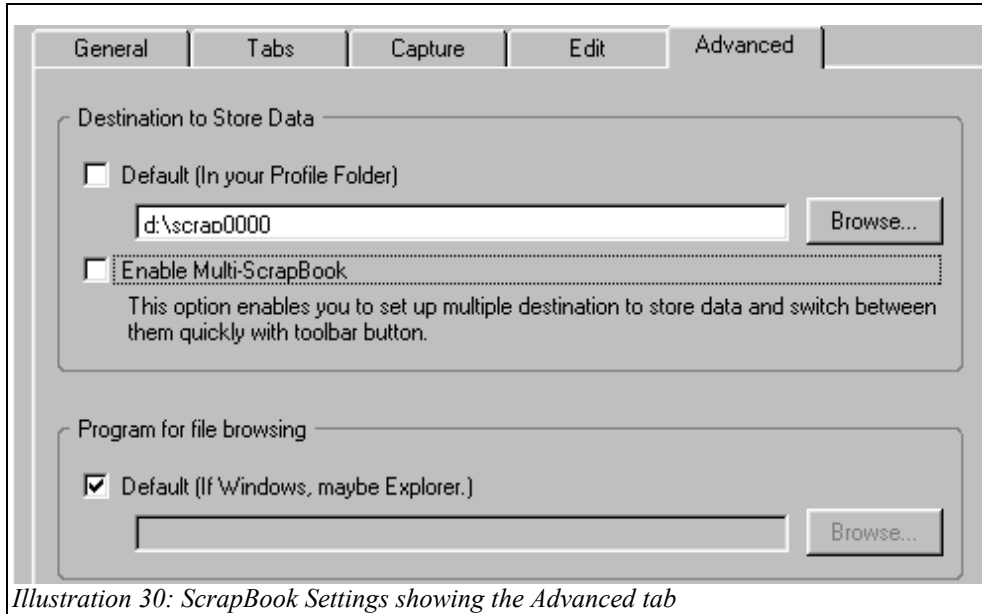 General Tabs Capture Edit Advanced
Destination to Store Data
Default (In your Profile Folder)
d:\scrap0000
Browse...
Enable Multi-ScrapBook
This option enables you to set up multiple destination to store data and switch between
them quickly with toolbar button.
Program for file browsing
Default (If Windows, maybe Explorer.)
Browse...
Illustration 30: ScrapBook Settings showing the Advanced tab